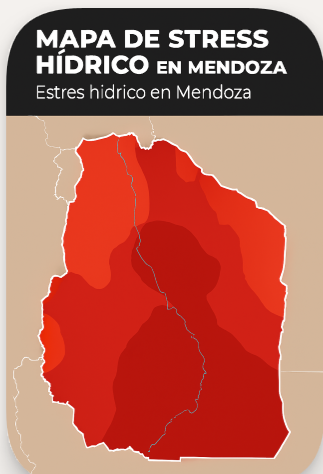 MAPA DE STRESS
HÍDRICO EN MENDOZA
Estres hidrico en Mendoza